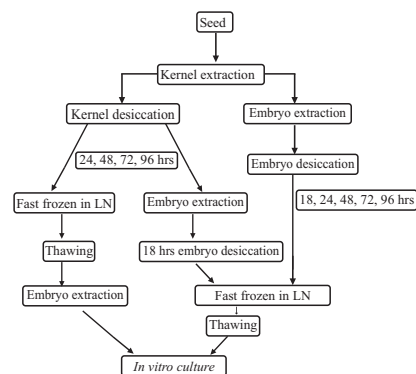 Seed
Kernel extraction
Kernel desiccation
Embryo extraction
24, 48, 72, 96 hrs
Embryo desiccation
Fast frozen in LN
Embryo extraction
18, 24, 48, 72, 96 hrs
Thawing
18 hrs embryo desiccation
Embryo extraction
Fast frozen in LN
Thawing
In vitro culture